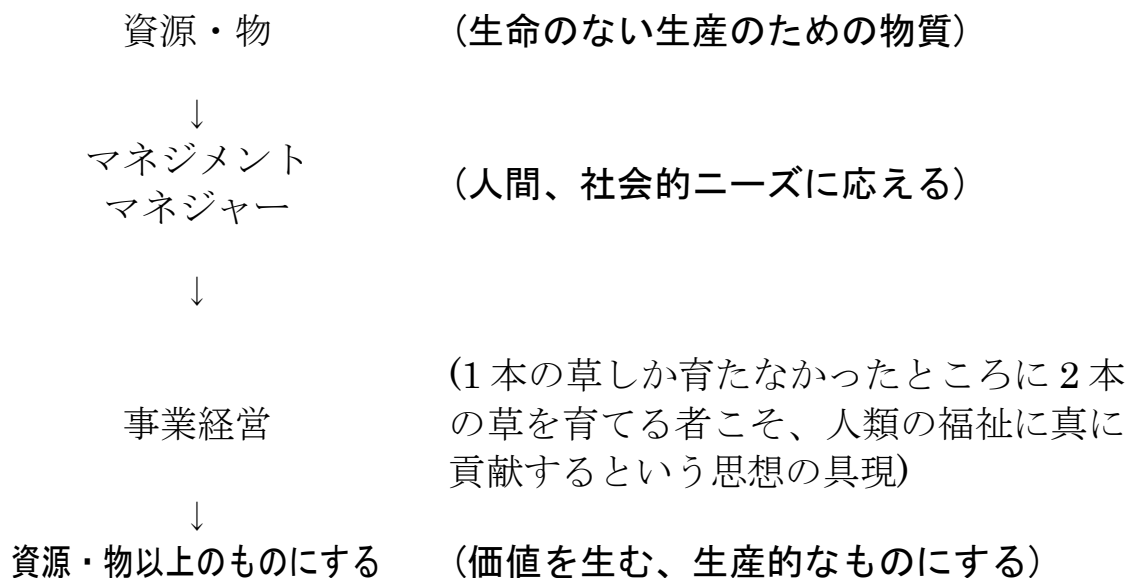 資源・物 (生命のない生産のための物質)
↓
マネジメント
マネジャー
(人間、社会的ニーズに応える)
↓
事業経営
(1本の草しか育たなかったところに2本
の草を育てる者こそ、人類の福祉に真に
貢献するという思想の具現)
↓
資源・物以上のものにする (価値を生む、生産的なものにする)